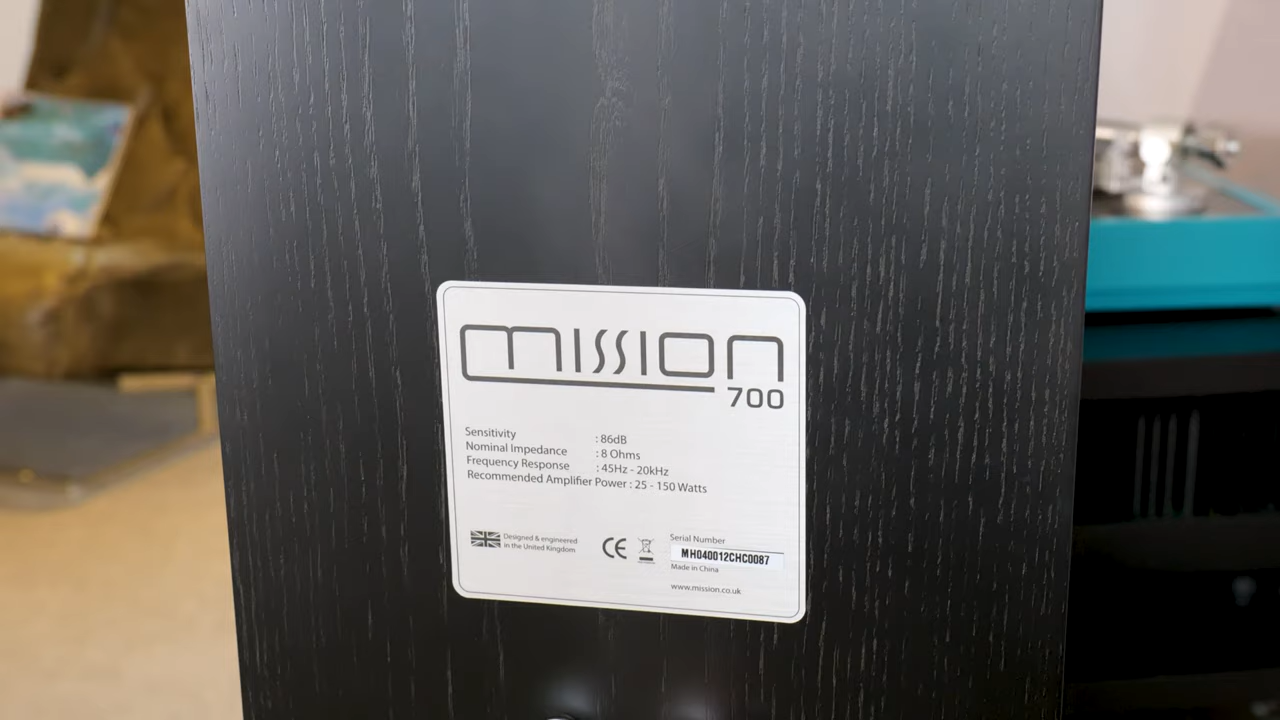 mission
700
Sensitivity : 86dB
Nominal Impedance : 8 Ohms
Frequency Response : 45Hz - 20kHz
Recommended Amplifier Power : 25 - 150 Watts
Designed & engineered
in the United Kingdom
CE
Serial Number
MH040012CHC0087
Made in China
www.mission.co.uk